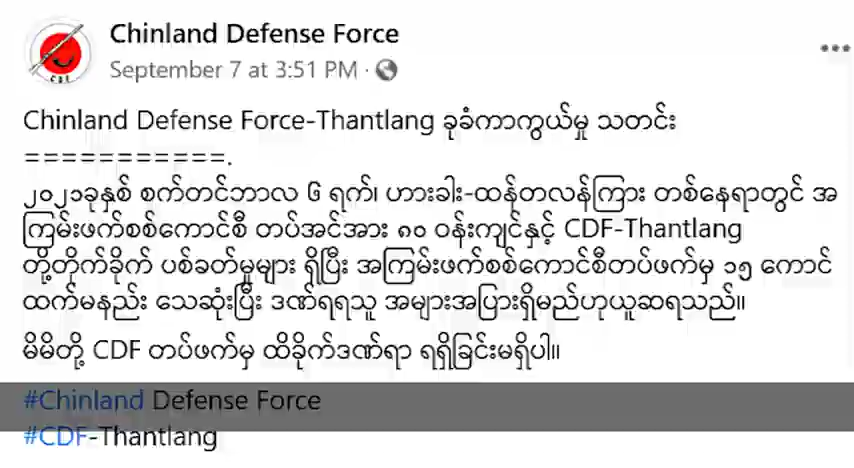 Chinland Defense Force
September 7 at 3:51 PM ·
CDF
Chinland Defense Force-Thantlang ခုခံကာကွယ်မှု သတင်း
===========.
၂၀၂၁ခုနှစ် စက်တင်ဘာလ ၆ ရက်၊ ဟားခါး-ထန်တလန်ကြား တစ်နေရာတွင် အ
ကြမ်းဖက်စစ်ကောင်စီ တပ်အင်အား ၈၀ ဝန်းကျင်နှင့် CDF-Thantlang
တို့တိုက်ခိုက် ပစ်ခတ်မှုများ ရှိပြီး အကြမ်းဖက်စစ်ကောင်စီတပ်ဖက်မှ ၁၅ ကောင်
ထက်မနည်း သေဆုံးပြီး ဒဏ်ရာရသူ အများအပြားရှိမည်ဟုယူဆရသည်။
မိမိတို့ CDF တပ်ဖက်မှ ထိခိုက်ဒဏ်ရာ ရရှိခြင်းမရှိပါ။
#Chinland Defense Force
#CDF-Thantlang